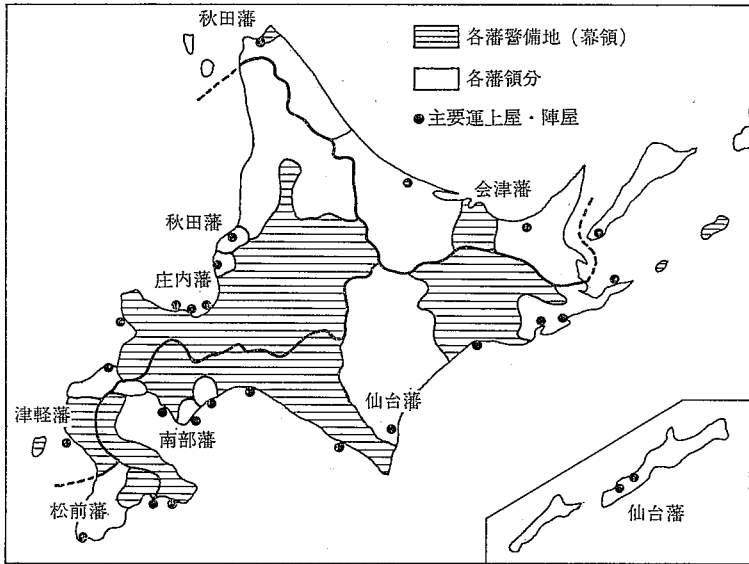 秋田藩
各藩警備地（幕領）
各藩領分
主要運上屋・陣屋
会津藩
秋田藩
庄内藩
仙台藩
津軽藩
南部藩
松前藩
仙台藩